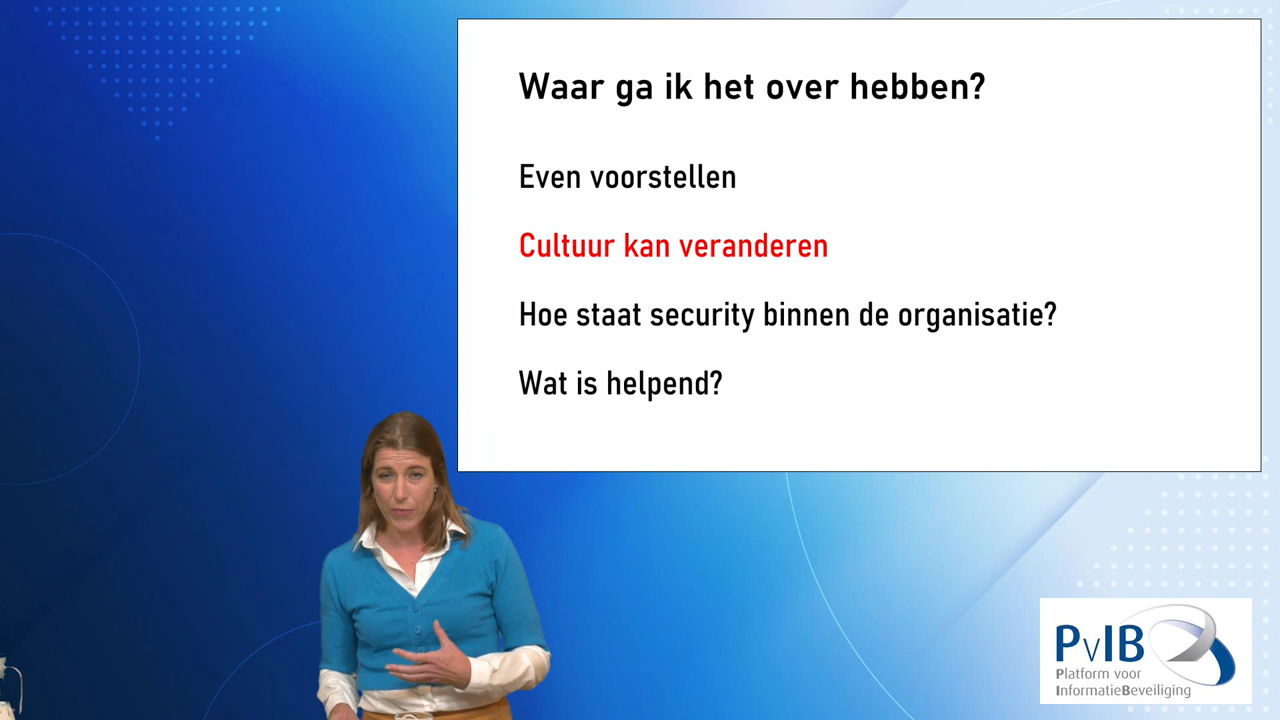 Waar ga ik het over hebben?
Even voorstellen
Cultuur kan veranderen
Hoe staat security binnen de organisatie?
Wat is helpend?
PvIB
Platform voor
InformatieBeveiliging